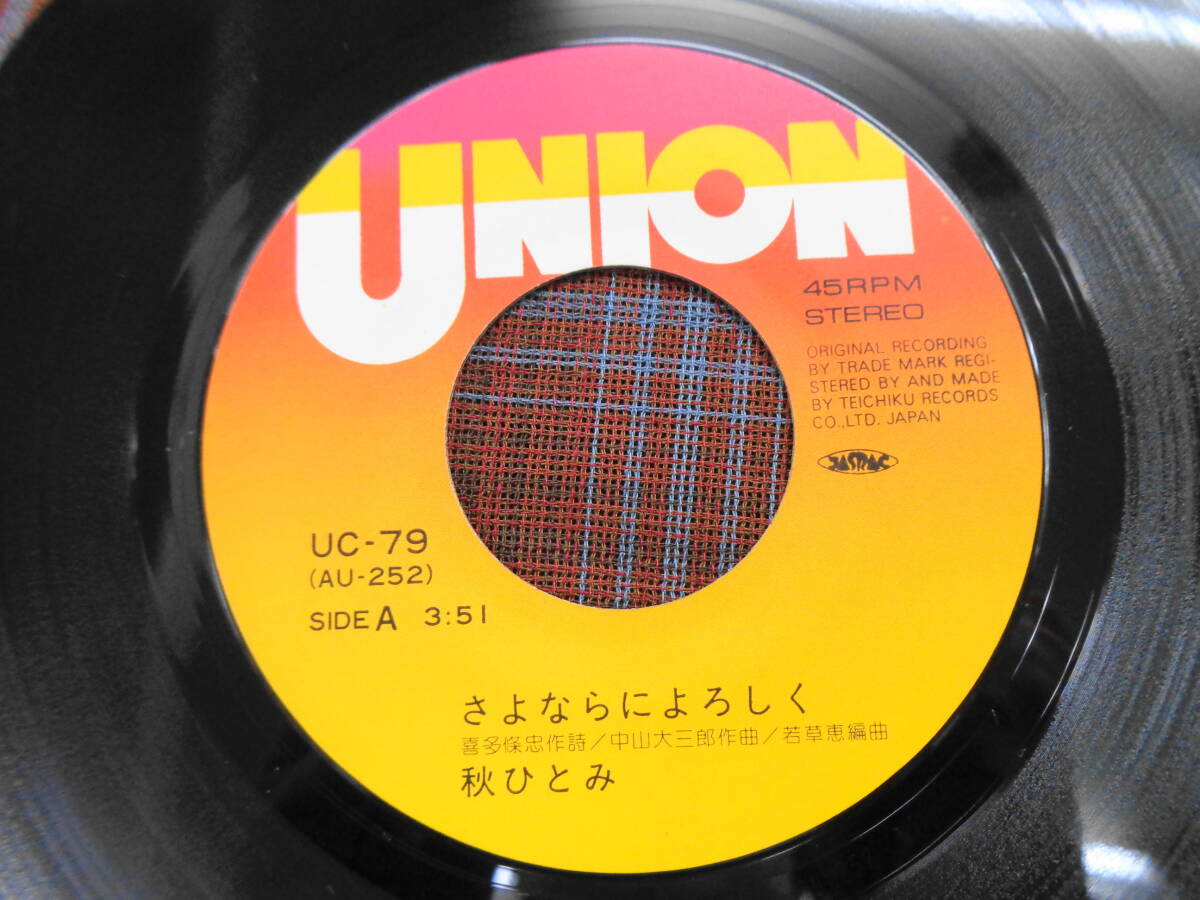 UNION
45RPM
STEREO
ORIGINAL RECORDING
BY TRADE MARK REGI-
STERED BY AND MADE
BY TEICHIKU RECORDS
CO.,LTD. JAPAN
JASRAC
UC-79
(AU-252)
SIDE A 3:51
さよならによろしく
喜多條忠作詩/中山大三郎作曲/若草恵編曲
秋ひとみ